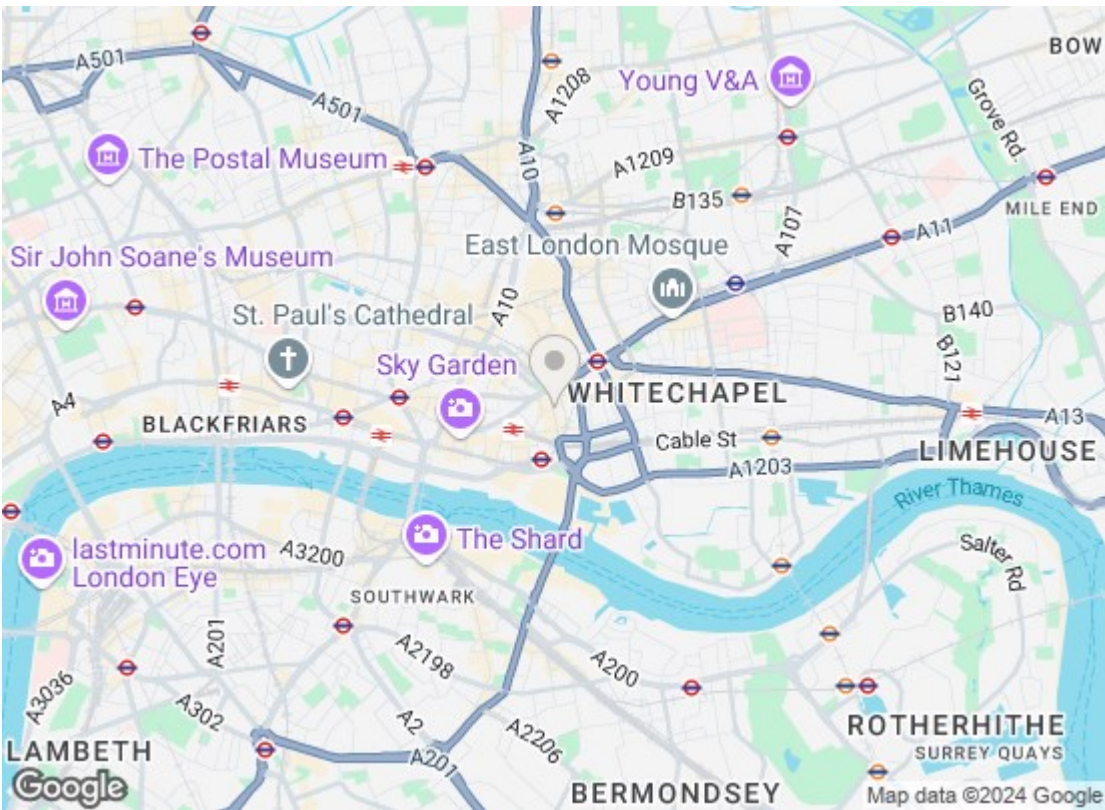 BOW
A501
A1208
Young V&A
A501
Grove Rd.
The Postal Museum
A10
A1209
B135
MILE END
A107
A11
East London Mosque
Sir John Soane's Museum
A10
St. Paul's Cathedral
B140
B121
Sky Garden
WHITECHAPEL
A4
BLACKFRIARS
A13
Cable St
LIMEHOUSE
A1203
River Thames
The Shard
lastminute.com
London Eye
A3200
Salter Rd
SOUTHWARK
A201
A2198
A200
A3036
A302
A2
A2206
ROTHERHITHE
SURREY QUAYS
LAMBETH
A201
Google
BERMONDSEY
Map data ©2024 Google